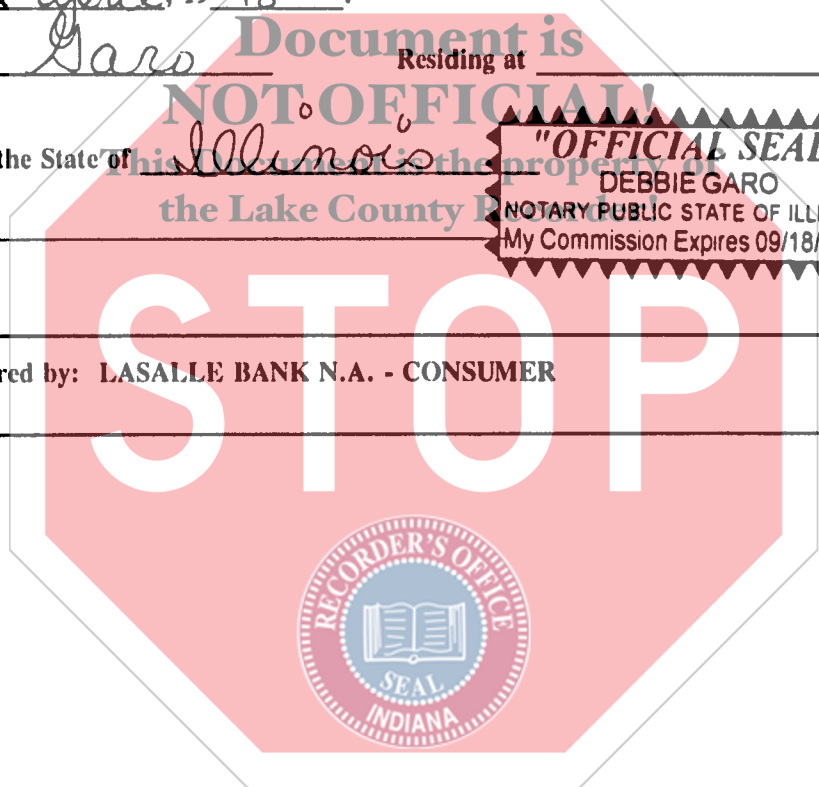 Document is
Garo Residing at
NOT OFFICIAL!
"OFFICIAL SEAL
the State of Illinois
This Document is the property of
DEBBIE GARO
the Lake County Recorder!
NOTARY PUBLIC STATE OF ILLI
My Commission Expires 09/18/
STOP
red by: LASALLE BANK N.A. - CONSUMER
RECORDER'S OFFICE
SEAL
INDIANA